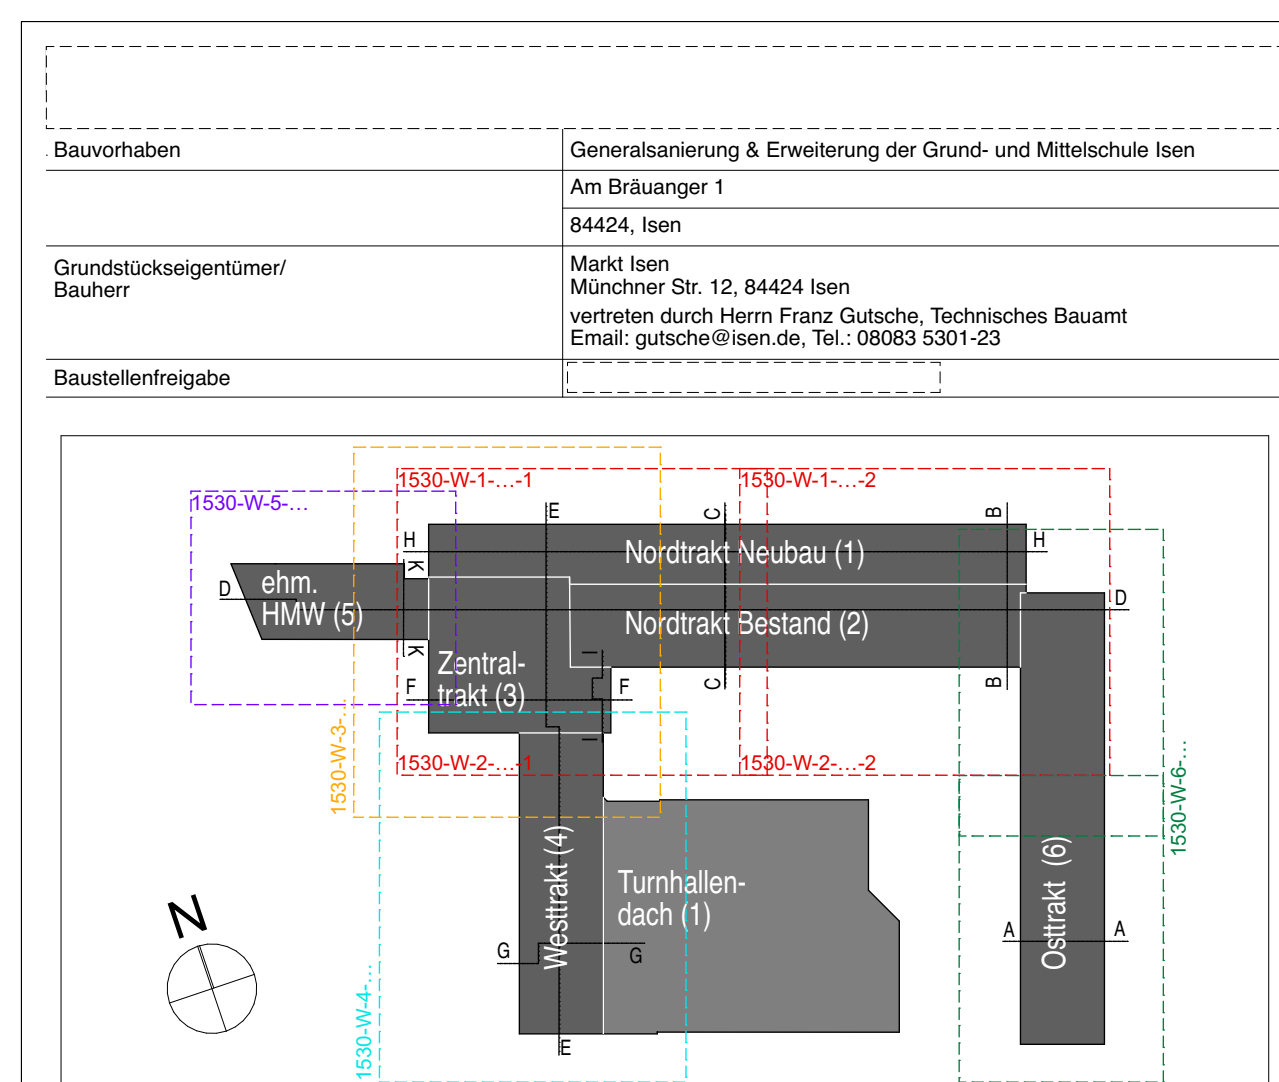 Bauvorhaben
Generalsanierung & Erweiterung der Grund- und Mittelschule Isen
Am Bräuanger 1
84424, Isen
Grundstückseigentümer/
Bauherr
Markt Isen
Münchner Str. 12, 84424 Isen
vertreten durch Herrn Franz Gutsche, Technisches Bauamt
Email: gutsche@isen.de, Tel.: 08083 5301-23
Baustellenfreigabe
1530-W-1-...-1
1530-W-1-...-2
1530-W-5-...
E
C
B
H
H
Nordtrakt Neubau (1)
K
D
ehm.
HMW (5)
D
Nordtrakt Bestand (2)
K
I
Zentral-
trakt (3)
F
F
C
B
I
1530-W-3-...
1530-W-2-...-1
1530-W-2-...-2
1530-W-6-...
Westtrakt (4)
Turnhallen-
dach (1)
Osttrakt (6)
N
A
A
G
G
1530-W-4-...
E